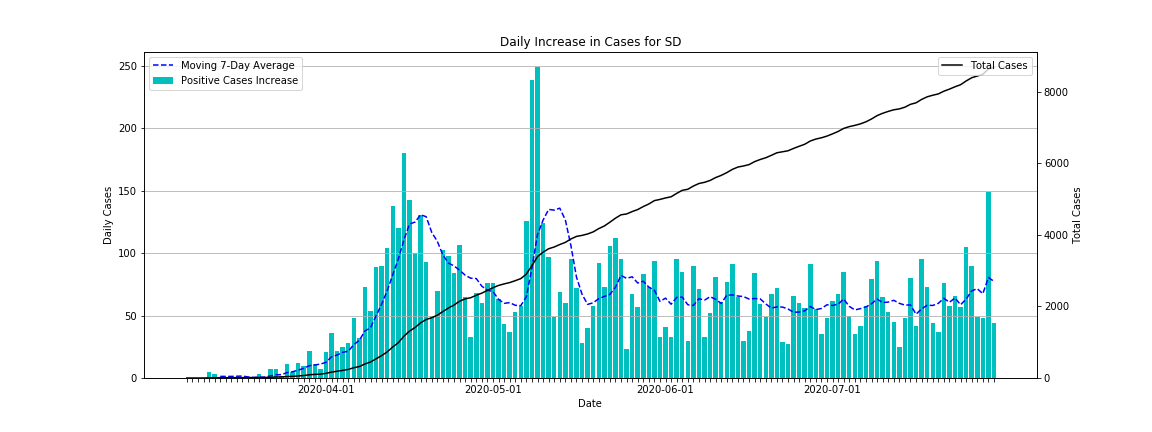 Daily Increase in Cases for SD
Moving 7-Day Average
Positive Cases Increase
Total Cases
250
200
150
100
50
0
Daily Cases
8000
6000
4000
2000
0
Total Cases
2020-04-01
2020-05-01
2020-06-01
2020-07-01
Date